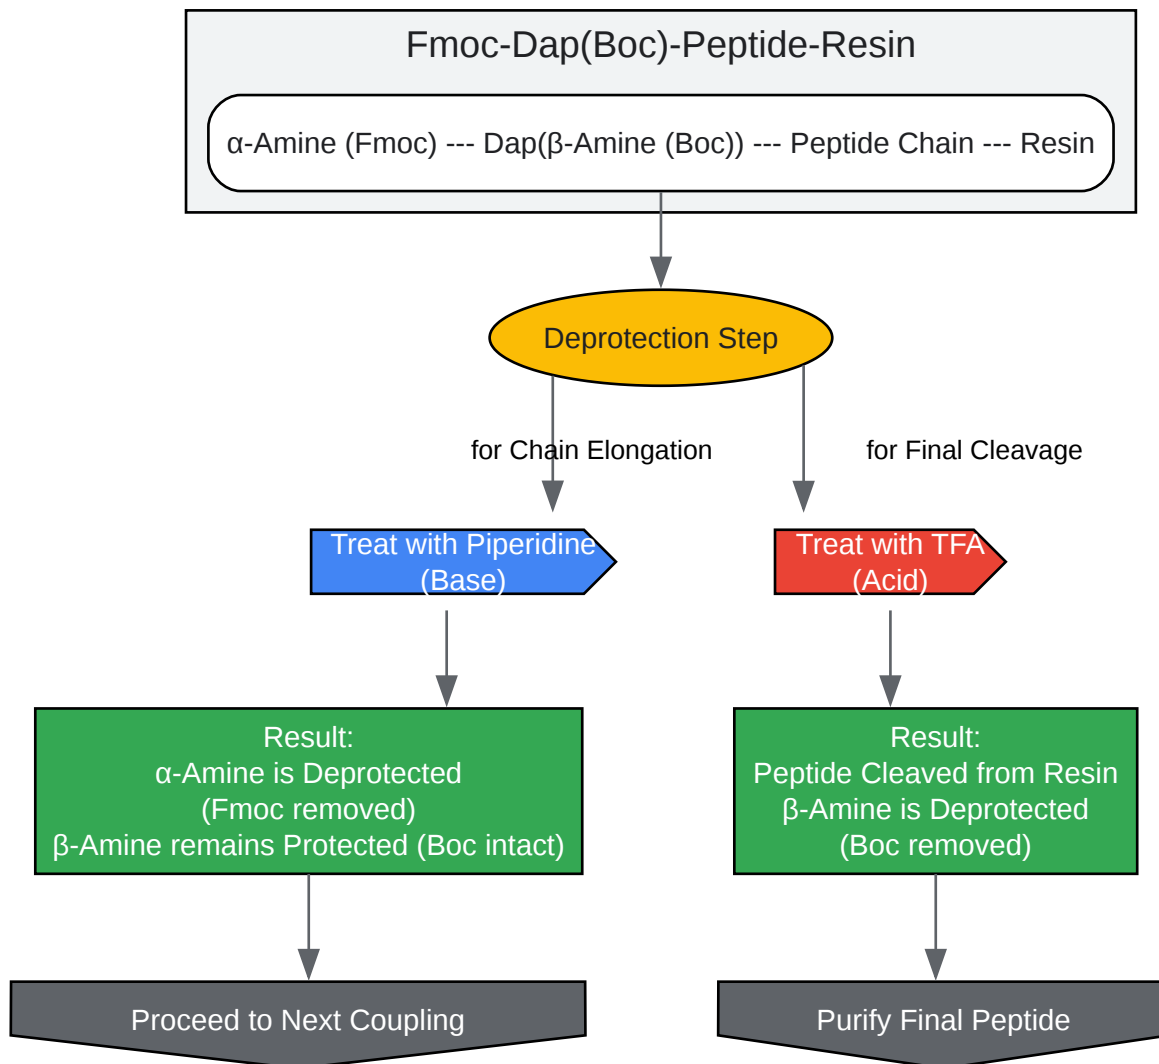 Fmoc-Dap(Boc)-Peptide-Resin
α-Amine (Fmoc) --- Dap(β-Amine (Boc)) --- Peptide Chain --- Resin
Deprotection Step
for Chain Elongation
for Final Cleavage
Treat with Piperidine
(Base)
Treat with TFA
(Acid)
Result:
α-Amine is Deprotected
(Fmoc removed)
β-Amine remains Protected (Boc intact)
Result:
Peptide Cleaved from Resin
β-Amine is Deprotected
(Boc removed)
Proceed to Next Coupling
Purify Final Peptide